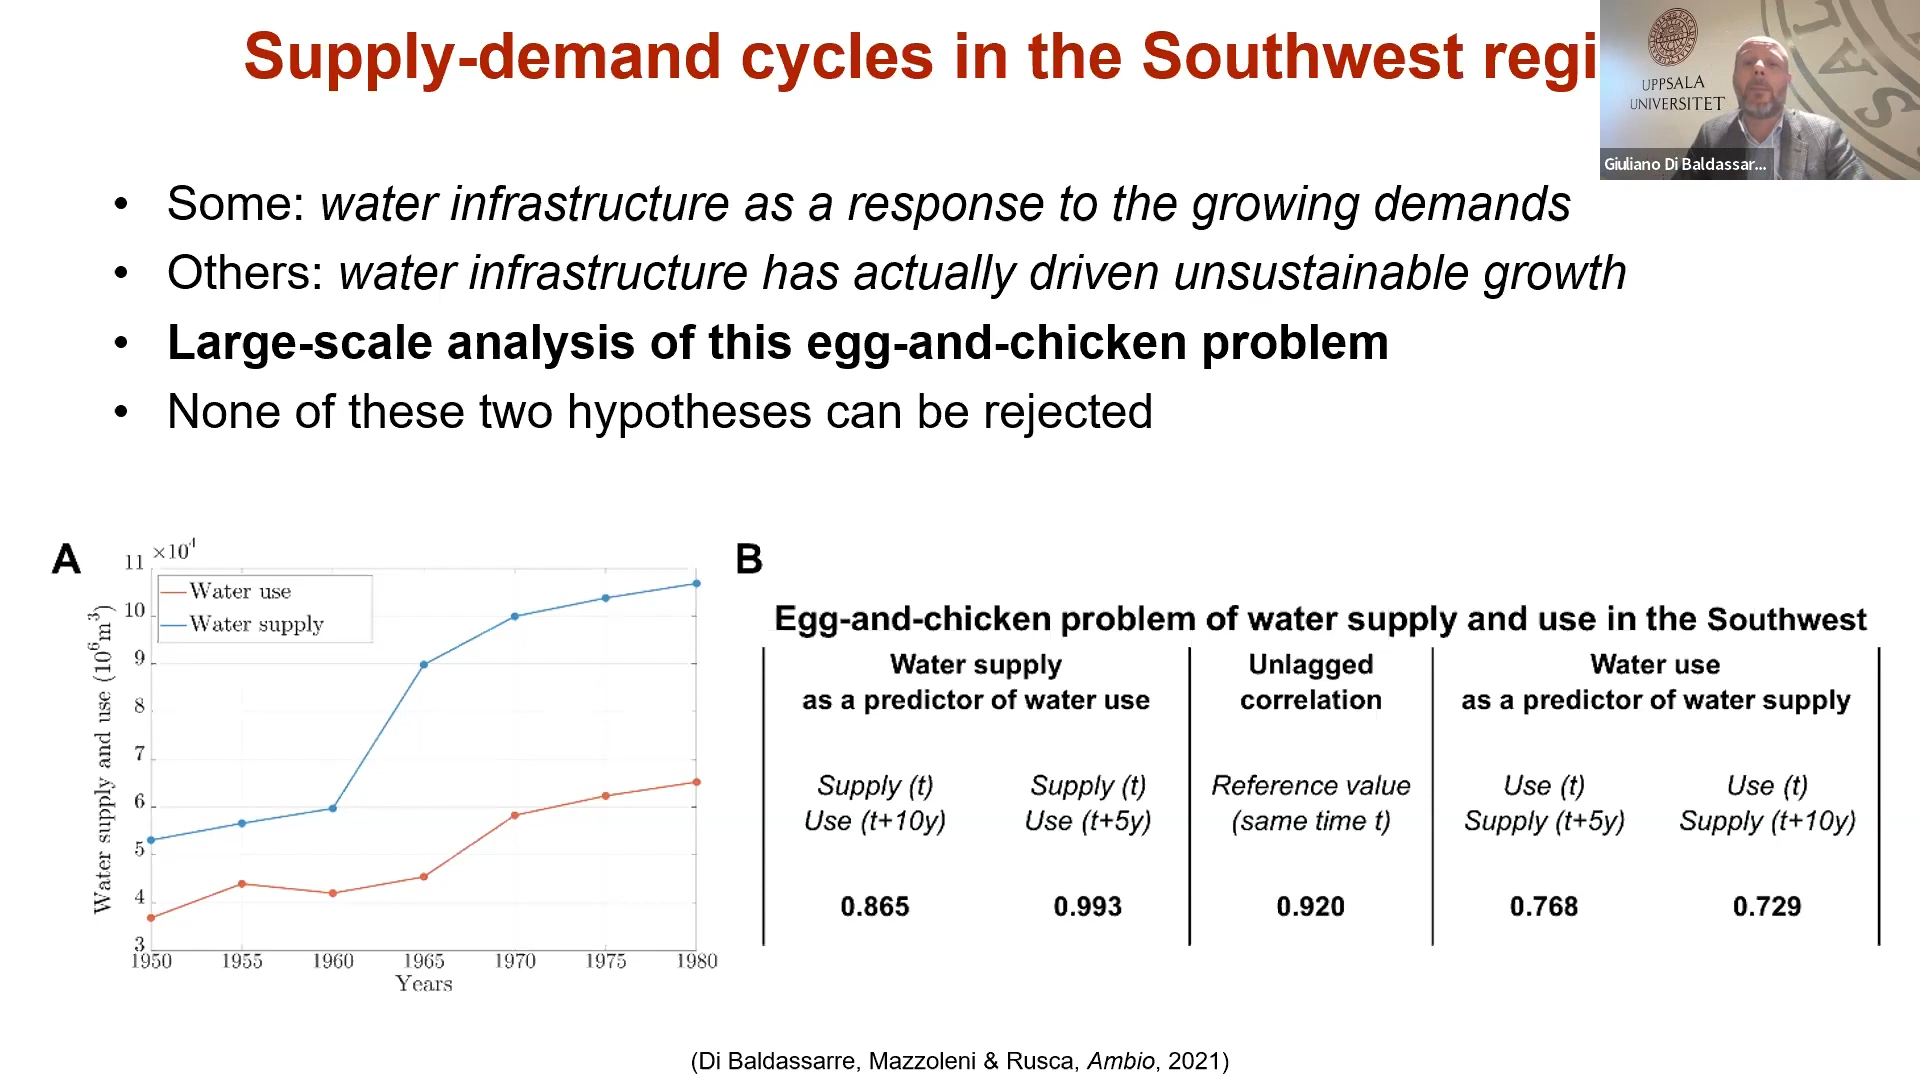 Supply-demand cycles in the Southwest regi
UPPSALA
UNIVERSITET
Giuliano Di Baldassar...
• Some: water infrastructure as a response to the growing demands
• Others: water infrastructure has actually driven unsustainable growth
• Large-scale analysis of this egg-and-chicken problem
• None of these two hypotheses can be rejected
A
×10⁴
Water use
Water supply
Water supply and use (10⁶m³)
11
10
9
8
7
6
5
4
3
1950 1955 1960 1965 1970 1975 1980
Years
B
Egg-and-chicken problem of water supply and use in the Southwest
Water supply
as a predictor of water use
Unlagged
correlation
Water use
as a predictor of water supply
Supply (t)
Use (t+10y)
Supply (t)
Use (t+5y)
Reference value
(same time t)
Use (t)
Supply (t+5y)
Use (t)
Supply (t+10y)
0.865 0.993 0.920 0.768 0.729
(Di Baldassarre, Mazzoleni & Rusca, Ambio, 2021)